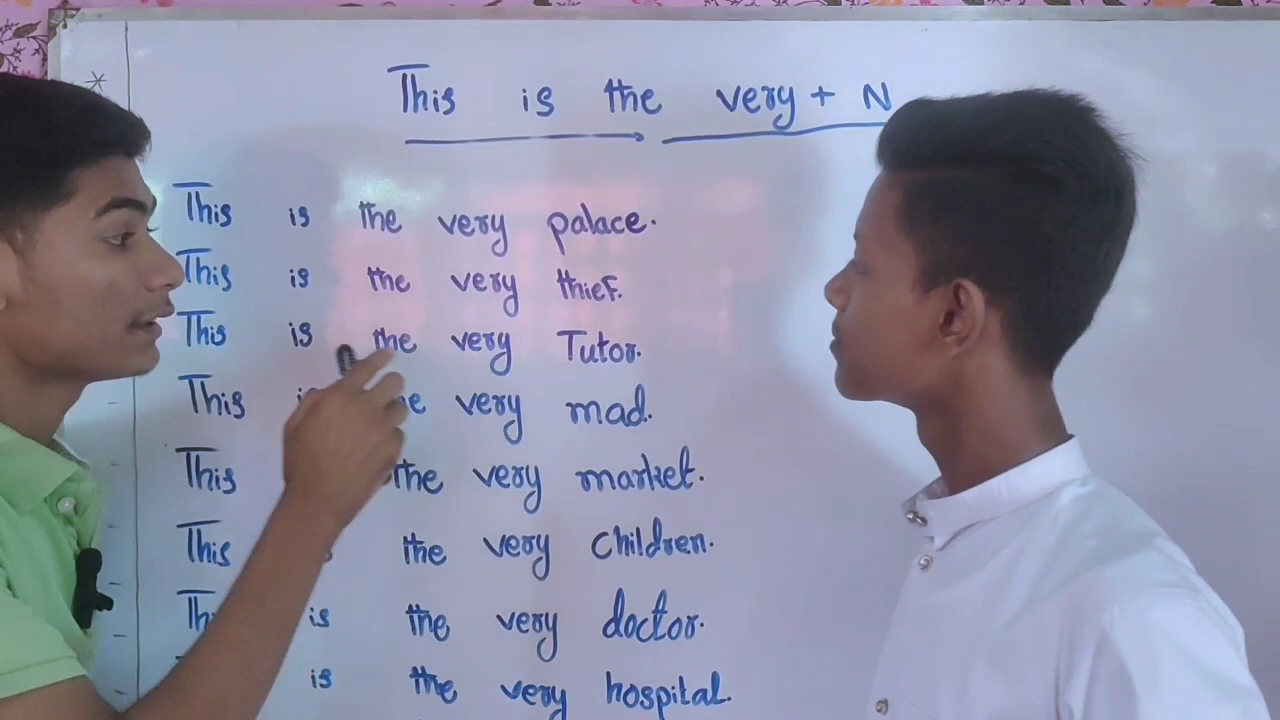 This is the very + N
This is the very palace.
This is the very thief.
This is the very Tutor.
This the very mad.
This the very market.
This the very Children.
is the very doctor.
is the very hospital.